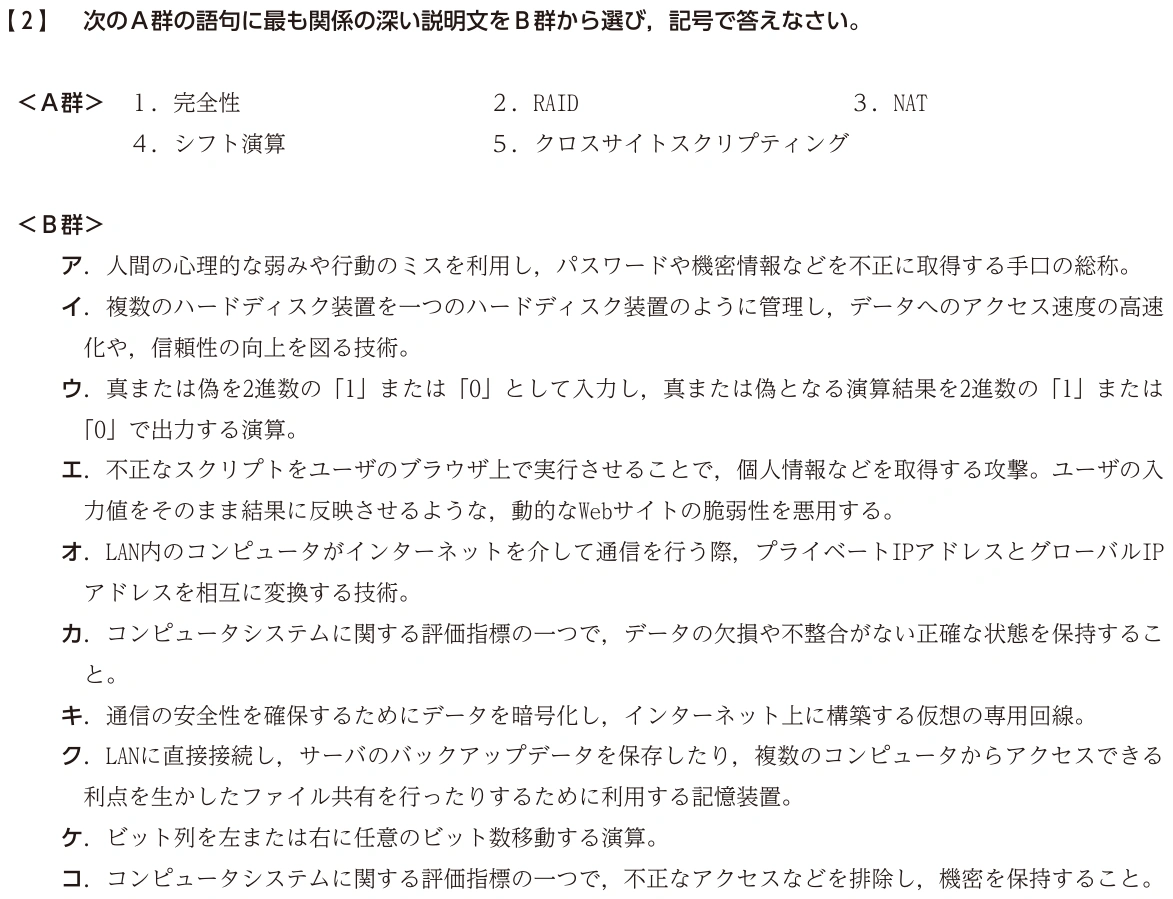 【2】 次のA群の語句に最も関係の深い説明文をB群から選び，記号で答えなさい。
＜A群＞ 1．完全性 2．RAID 3．NAT
4．シフト演算 5．クロスサイトスクリプティング
＜B群＞
ア．人間の心理的な弱みや行動のミスを利用し，パスワードや機密情報などを不正に取得する手口の総称。
イ．複数のハードディスク装置を一つのハードディスク装置のように管理し，データへのアクセス速度の高速
化や，信頼性の向上を図る技術。
ウ．真または偽を2進数の「1」または「0」として入力し，真または偽となる演算結果を2進数の「1」または
「0」で出力する演算。
エ．不正なスクリプトをユーザのブラウザ上で実行させることで，個人情報などを取得する攻撃。ユーザの入
力値をそのまま結果に反映させるような，動的なWebサイトの脆弱性を悪用する。
オ．LAN内のコンピュータがインターネットを介して通信を行う際，プライベートIPアドレスとグローバルIP
アドレスを相互に変換する技術。
カ．コンピュータシステムに関する評価指標の一つで，データの欠損や不整合がない正確な状態を保持するこ
と。
キ．通信の安全性を確保するためにデータを暗号化し，インターネット上に構築する仮想の専用回線。
ク．LANに直接接続し，サーバのバックアップデータを保存したり，複数のコンピュータからアクセスできる
利点を生かしたファイル共有を行ったりするために利用する記憶装置。
ケ．ビット列を左または右に任意のビット数移動する演算。
コ．コンピュータシステムに関する評価指標の一つで，不正なアクセスなどを排除し，機密を保持すること。